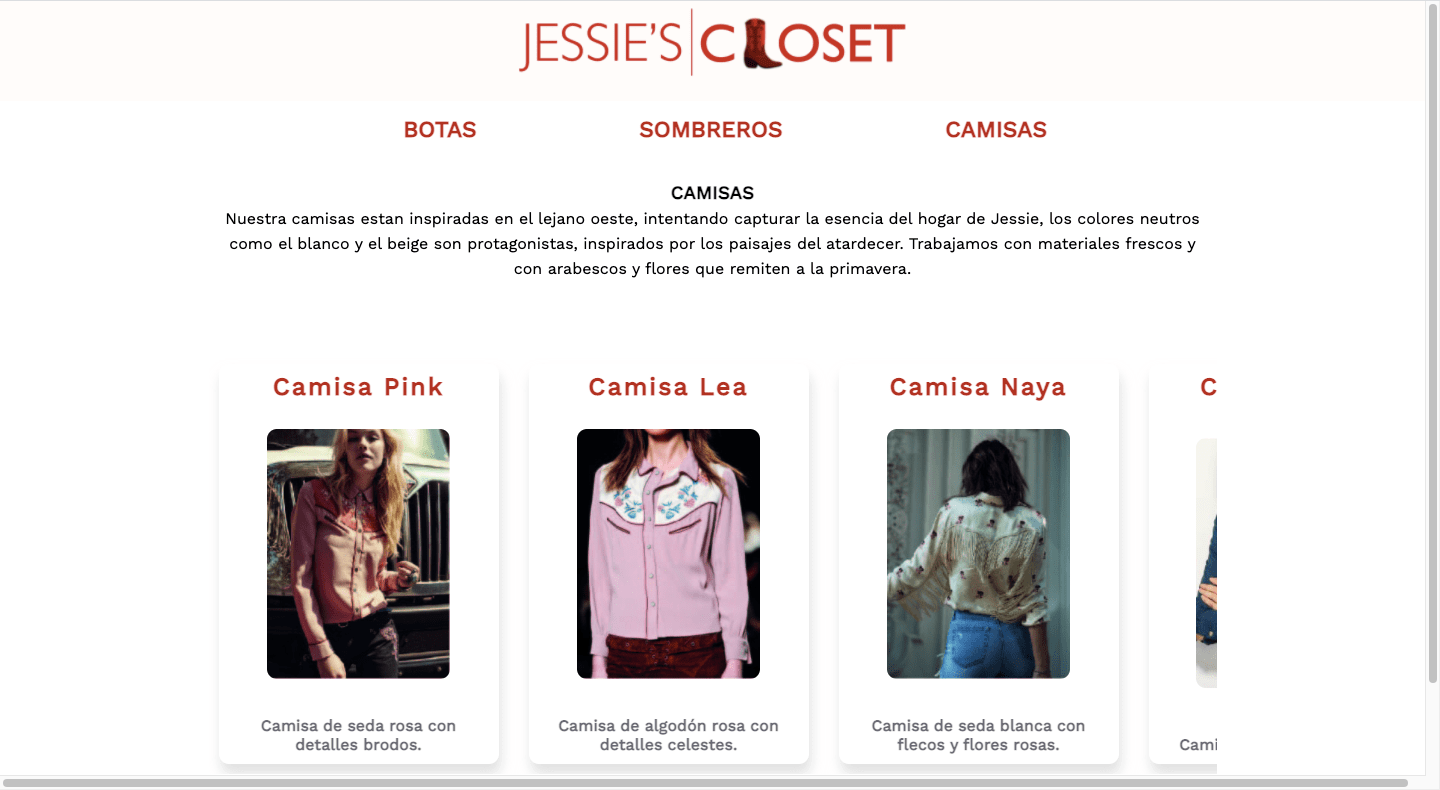 JESSIE'S CLOSET
BOTAS SOMBREROS CAMISAS
CAMISAS
Nuestra camisas estan inspiradas en el lejano oeste, intentando capturar la esencia del hogar de Jessie, los colores neutros
como el blanco y el beige son protagonistas, inspirados por los paisajes del atardecer. Trabajamos con materiales frescos y
con arabescos y flores que remiten a la primavera.
Camisa Pink
Camisa de seda rosa con
detalles brodos.
Camisa Lea
Camisa de algodón rosa con
detalles celestes.
Camisa Naya
Camisa de seda blanca con
flecos y flores rosas.